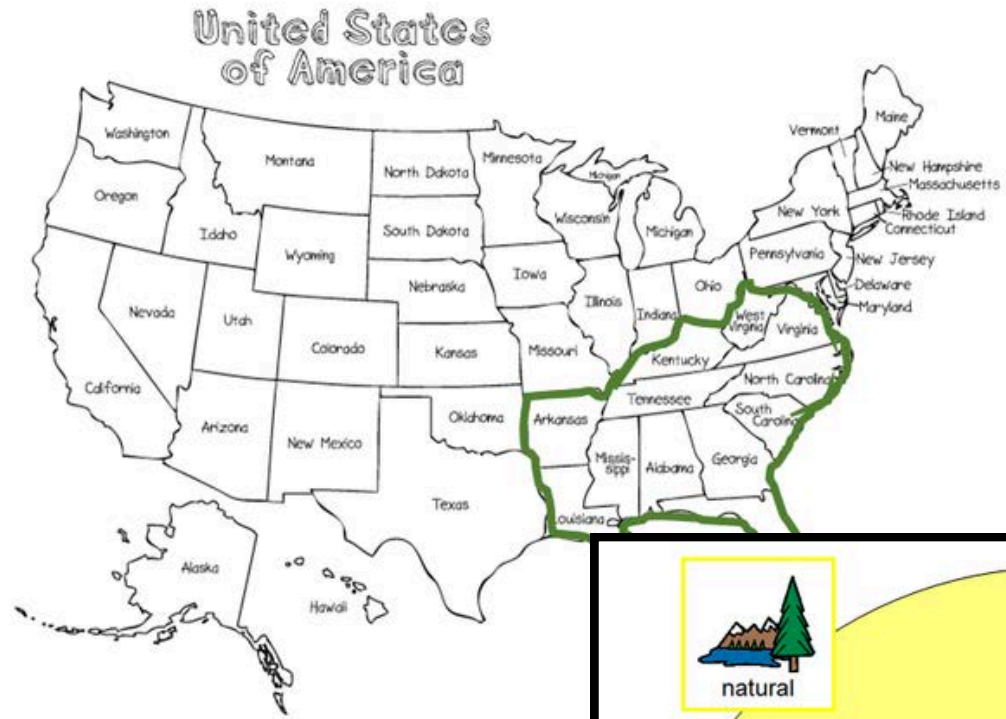 United States
of America
Washington
Oregon
California
Nevada
Idaho
Montana
Wyoming
Utah
Arizona
Colorado
New Mexico
North Dakota
South Dakota
Nebraska
Kansas
Oklahoma
Texas
Minnesota
Iowa
Missouri
Arkansas
Louisiana
Wisconsin
Illinois
Michigan
Michigan
Indiana
Ohio
Kentucky
Tennessee
Missis-
sippi
Alabama
Georgia
South
Carolina
North Carolina
Virginia
West
Virginia
Pennsylvania
New York
Vermont
Maine
New Hampshire
Massachusetts
Rhode Island
Connecticut
New Jersey
Delaware
Maryland
Alaska
Hawaii
natural